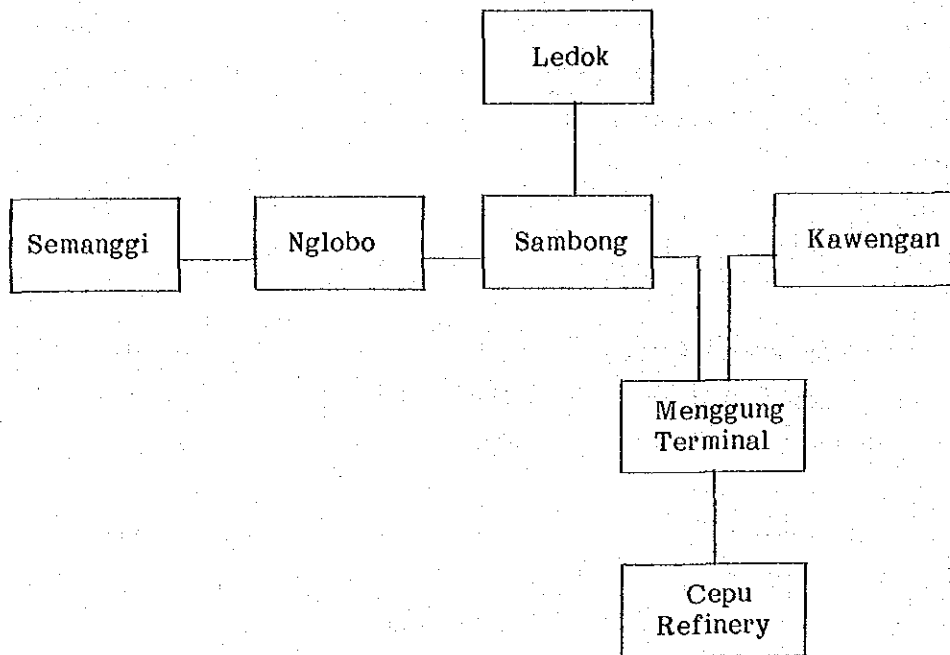 Ledok
Semanggi
Nglobo
Sambong
Kawengan
Menggung
Terminal
Cepu
Refinery